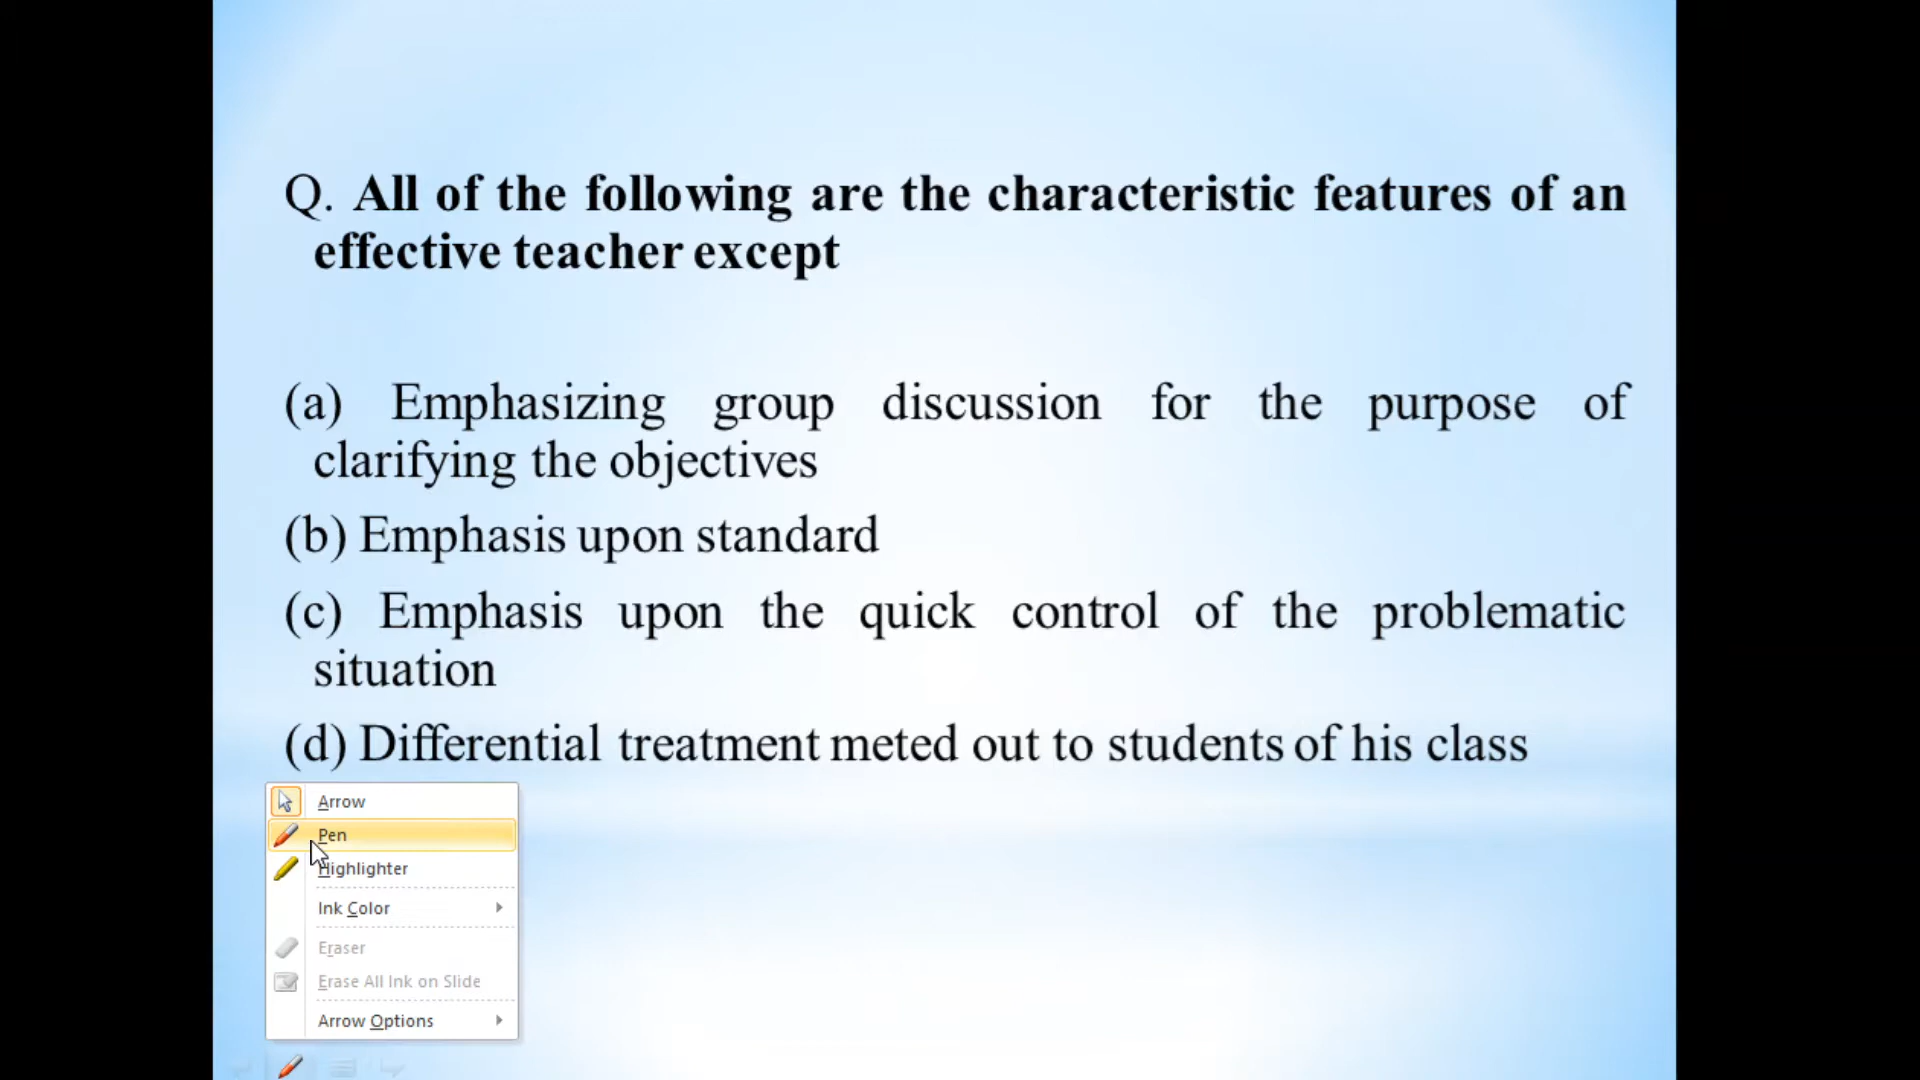 Q. All of the following are the characteristic features of an
effective teacher except
(a) Emphasizing group discussion for the purpose of
clarifying the objectives
(b) Emphasis upon standard
(c) Emphasis upon the quick control of the problematic
situation
(d) Differential treatment meted out to students of his class
Arrow
Pen
Highlighter
Ink Color
Eraser
Erase All Ink on Slide
Arrow Options